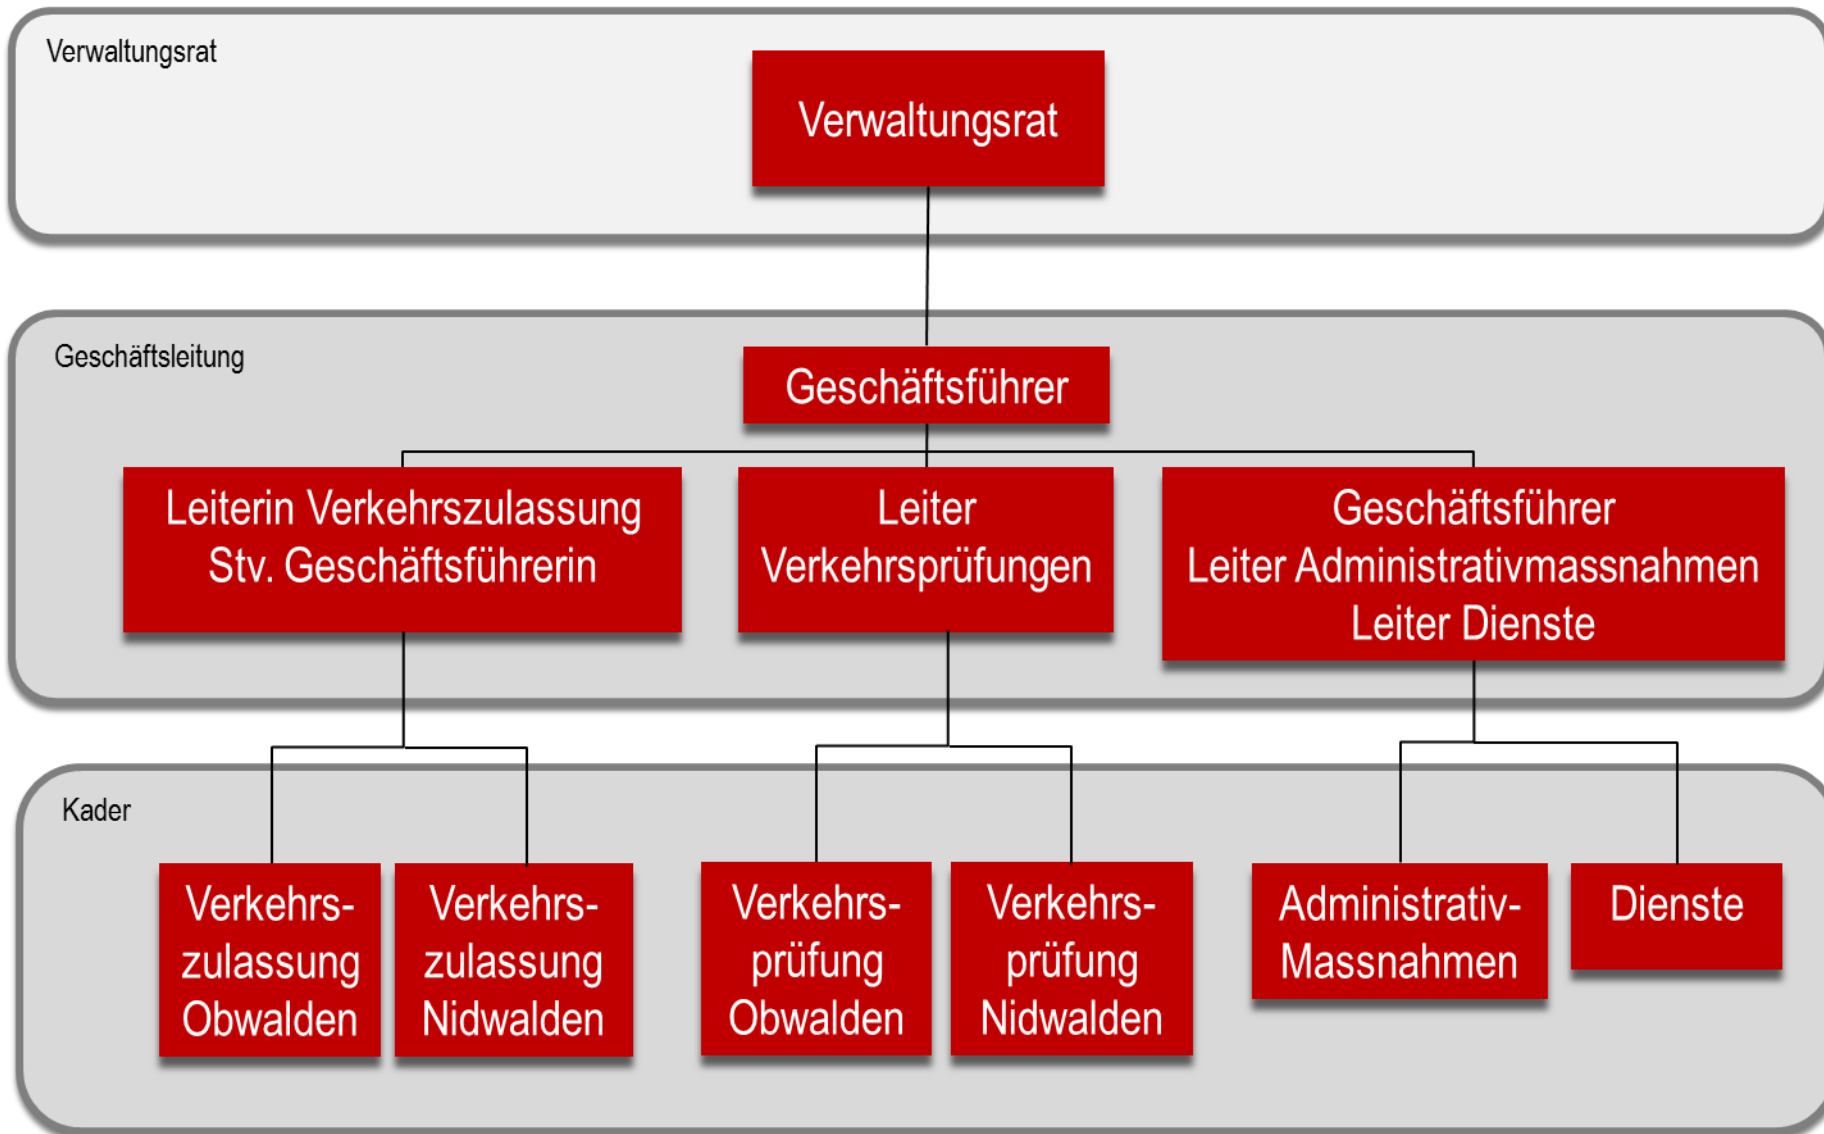 Verwaltungsrat
Verwaltungsrat
Geschäftsleitung
Geschäftsführer
Leiterin Verkehrszulassung
Stv. Geschäftsführerin
Leiter
Verkehrsprüfungen
Geschäftsführer
Leiter Administrativmassnahmen
Leiter Dienste
Kader
Verkehrs-
zulassung
Obwalden
Verkehrs-
zulassung
Nidwalden
Verkehrs-
prüfung
Obwalden
Verkehrs-
prüfung
Nidwalden
Administrativ-
Massnahmen
Dienste